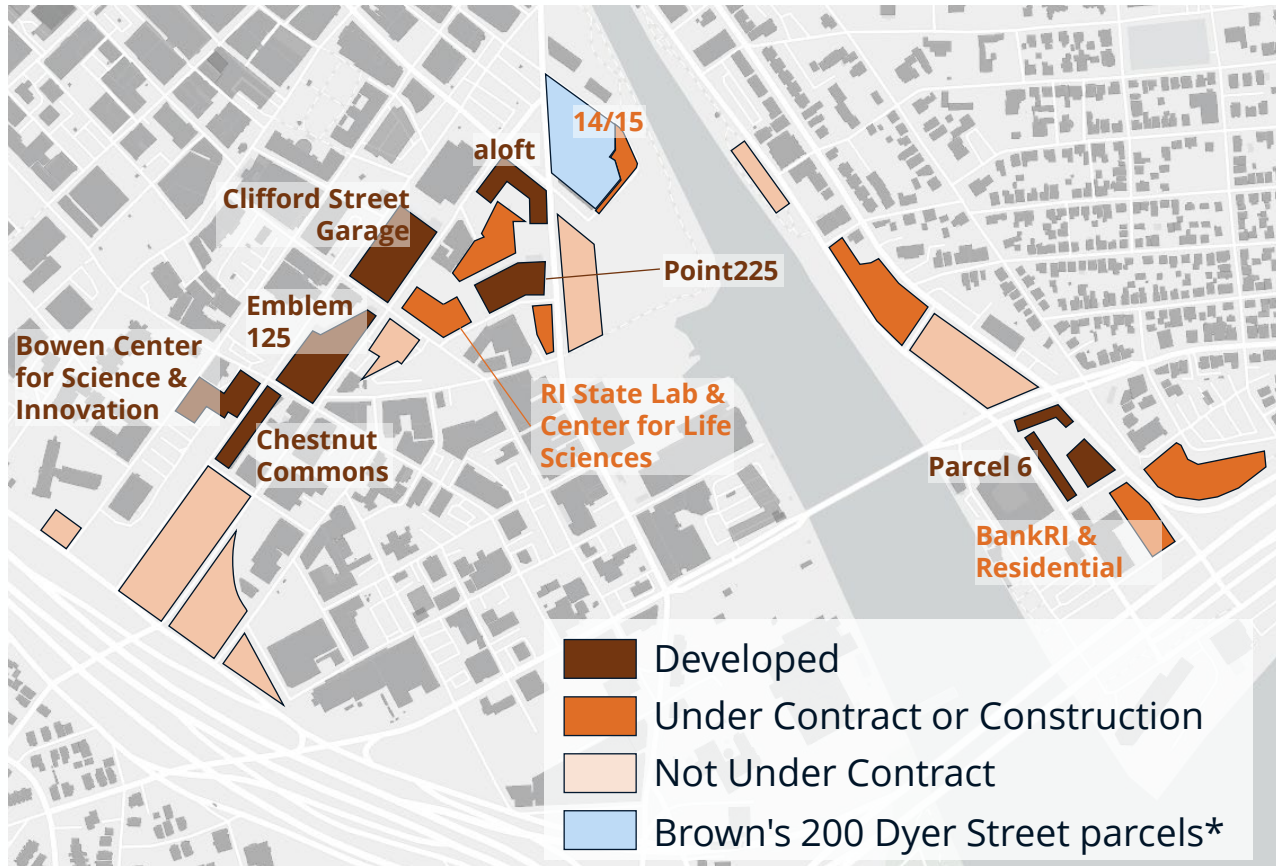 14/15
aloft
Clifford Street
Garage
Point225
Emblem
125
Bowen Center
for Science &
Innovation
RI State Lab &
Center for Life
Sciences
Chestnut
Commons
Parcel 6
BankRI &
Residential
Developed
Under Contract or Construction
Not Under Contract
Brown's 200 Dyer Street parcels*